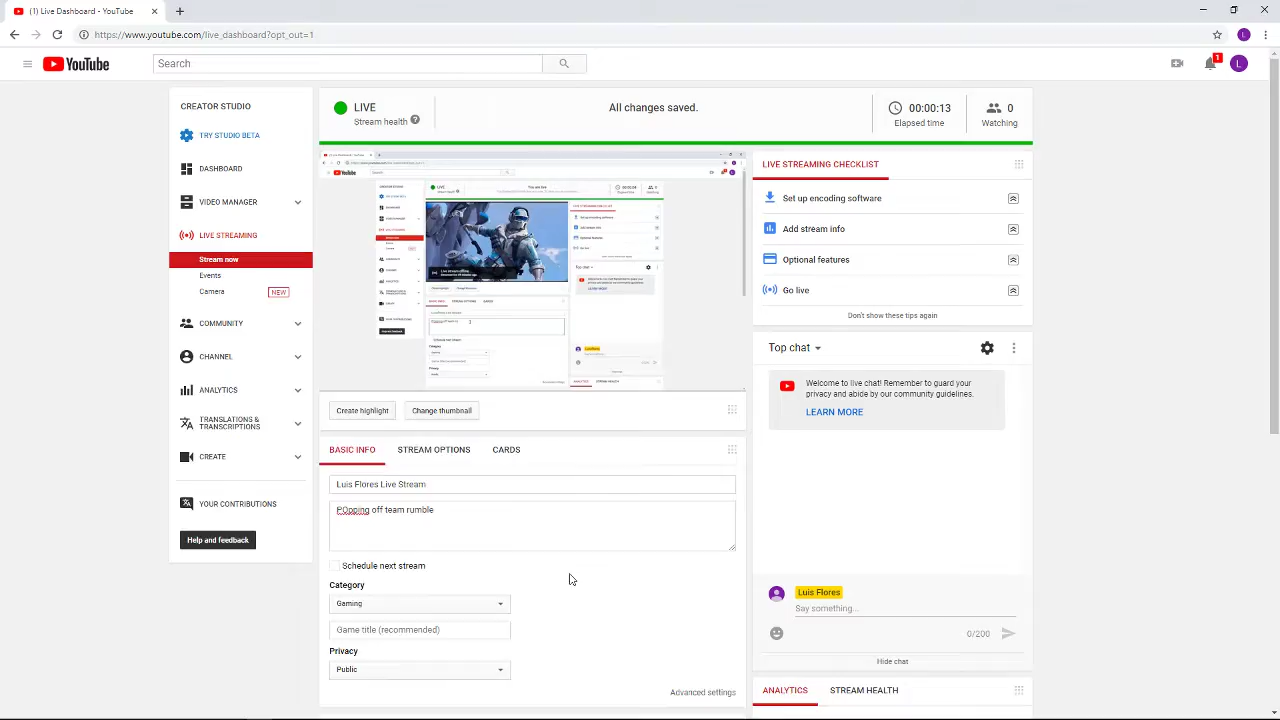 (1) Live Dashboard - YouTube
https://www.youtube.com/live_dashboard?opt_out=1
YouTube
Search
1
L
CREATOR STUDIO
TRY STUDIO BETA
DASHBOARD
VIDEO MANAGER
LIVE STREAMING
Stream now
Events
Camera NEW
COMMUNITY
CHANNEL
ANALYTICS
TRANSLATIONS &
TRANSCRIPTIONS
CREATE
YOUR CONTRIBUTIONS
Help and feedback
LIVE
Stream health ?
All changes saved.
00:00:13
Elapsed time
0
Watching
Create highlight
Change thumbnail
BASIC INFO STREAM OPTIONS CARDS
Luis Flores Live Stream
P.Opping off team rumble
Schedule next stream
Category
Gaming
Game title (recommended)
Privacy
Public
Advanced settings
LIVE STREAMING CHECKLIST
Set up encoding software
Add stream info
Optional features
Go live
Show these tips again
Top chat
Welcome to live chat! Remember to guard your
privacy and abide by our community guidelines.
LEARN MORE
Luis Flores
Say something...
0/200
Hide chat
ANALYTICS STREAM HEALTH